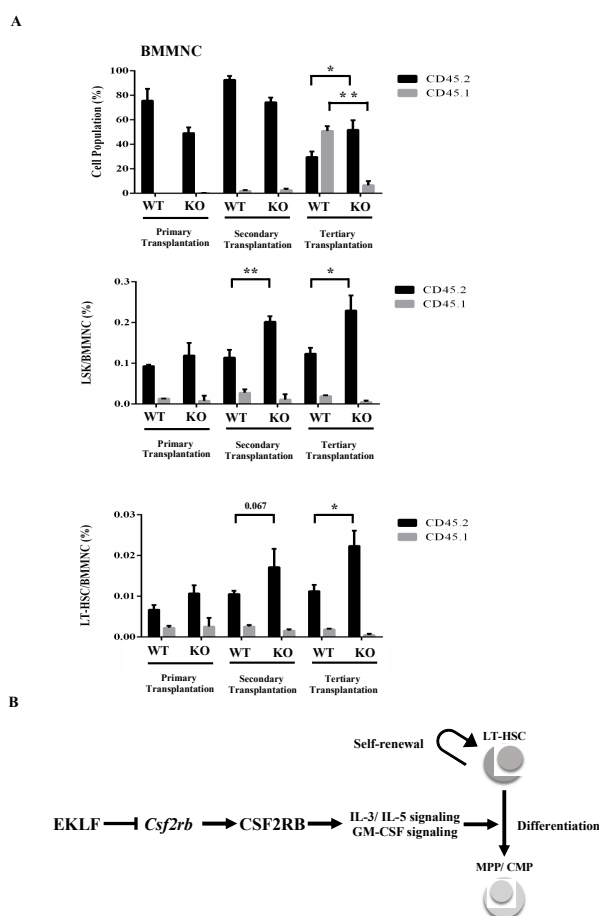 A
BMMNC
Cell Population (%)
100
80
60
40
20
0
*
* *
CD45.2
CD45.1
WT KO WT KO WT KO
Primary Transplantation
Secondary Transplantation
Tertiary Transplantation
LSK/BMMNC (%)
0.3
0.2
0.1
0.0
**
*
CD45.2
CD45.1
WT KO WT KO WT KO
Primary Transplantation
Secondary Transplantation
Tertiary Transplantation
LT-HSC/BMMNC (%)
0.03
0.02
0.01
0.00
0.067
*
CD45.2
CD45.1
WT KO WT KO WT KO
Primary Transplantation
Secondary Transplantation
Tertiary Transplantation
B
Self-renewal
LT-HSC
EKLF
Csf2rb
CSF2RB
IL-3/ IL-5 signaling
GM-CSF signaling
Differentiation
MPP/ CMP